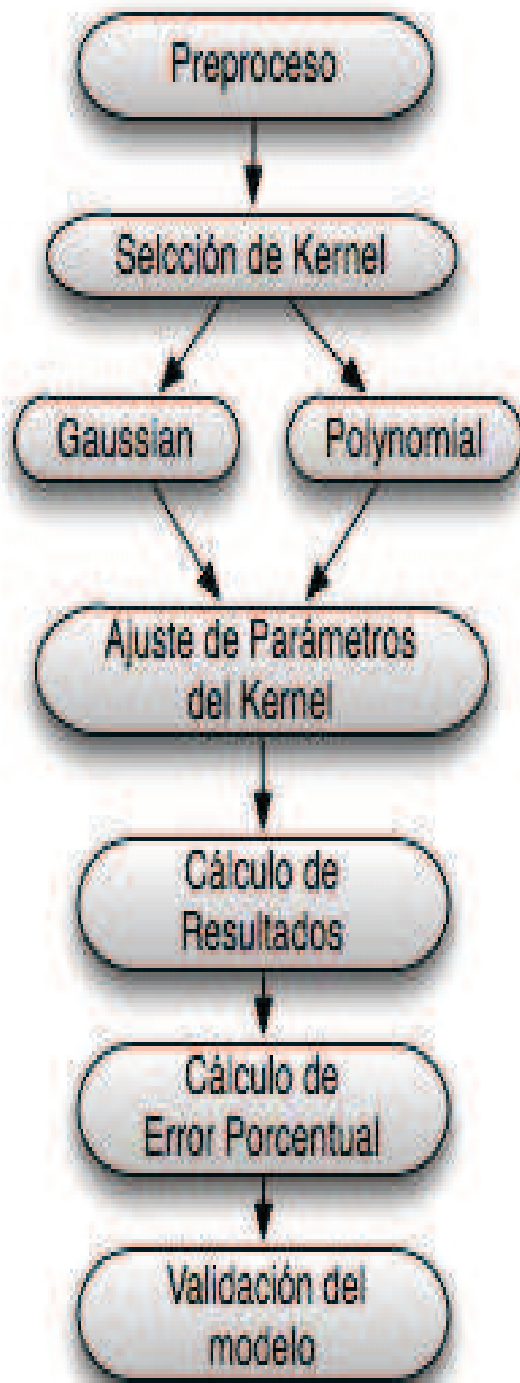 Preproceso
Selcción de Kernel
Gaussian
Polynomial
Ajuste de Parámetros
del Kernel
Cálculo de
Resultados
Cálculo de
Error Porcentual
Validación del
modelo